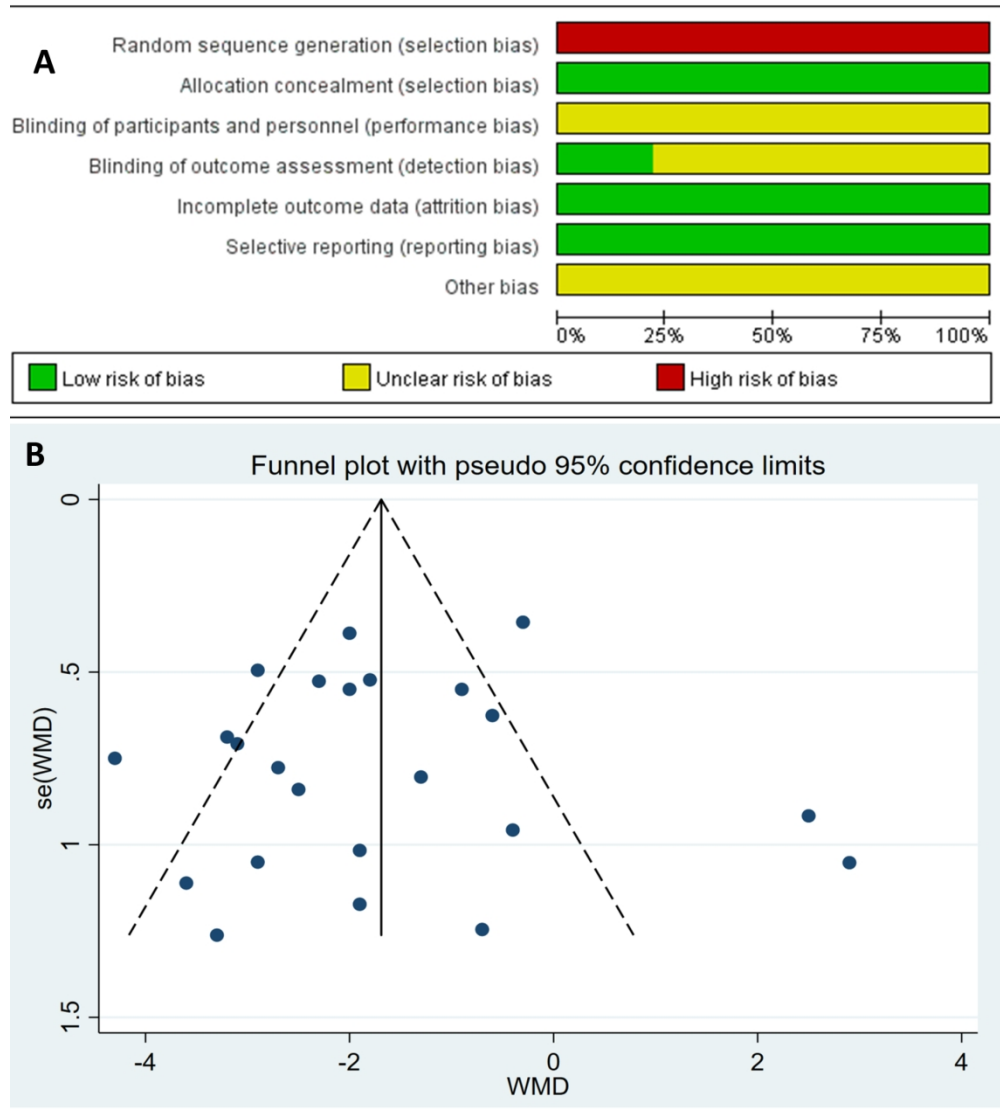 A
Random sequence generation (selection bias)
Allocation concealment (selection bias)
Blinding of participants and personnel (performance bias)
Blinding of outcome assessment (detection bias)
Incomplete outcome data (attrition bias)
Selective reporting (reporting bias)
Other bias
0% 25% 50% 75% 100%
Low risk of bias Unclear risk of bias High risk of bias
B
Funnel plot with pseudo 95% confidence limits
0
.5
1
1.5
se(WMD)
-4 -2 0 2 4
WMD